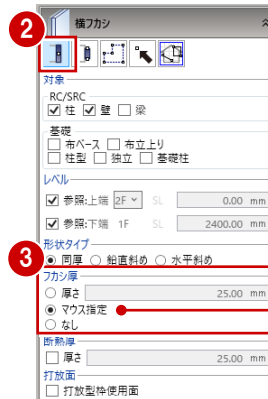 2
横フカシ
対象
RC/SRC
柱 壁 梁
基礎
布ベース 布立上り
柱型 独立 基礎柱
レベル
参照:上端 2F SL 0.00 mm
参照:下端 1F SL 2400.00 mm
形状タイプ
同厚 鉛直斜め 水平斜め
3
フカシ厚
厚さ 25.00 mm
マウス指定
なし
断熱厚
厚さ 25.00 mm
打放面
打放型枠使用面